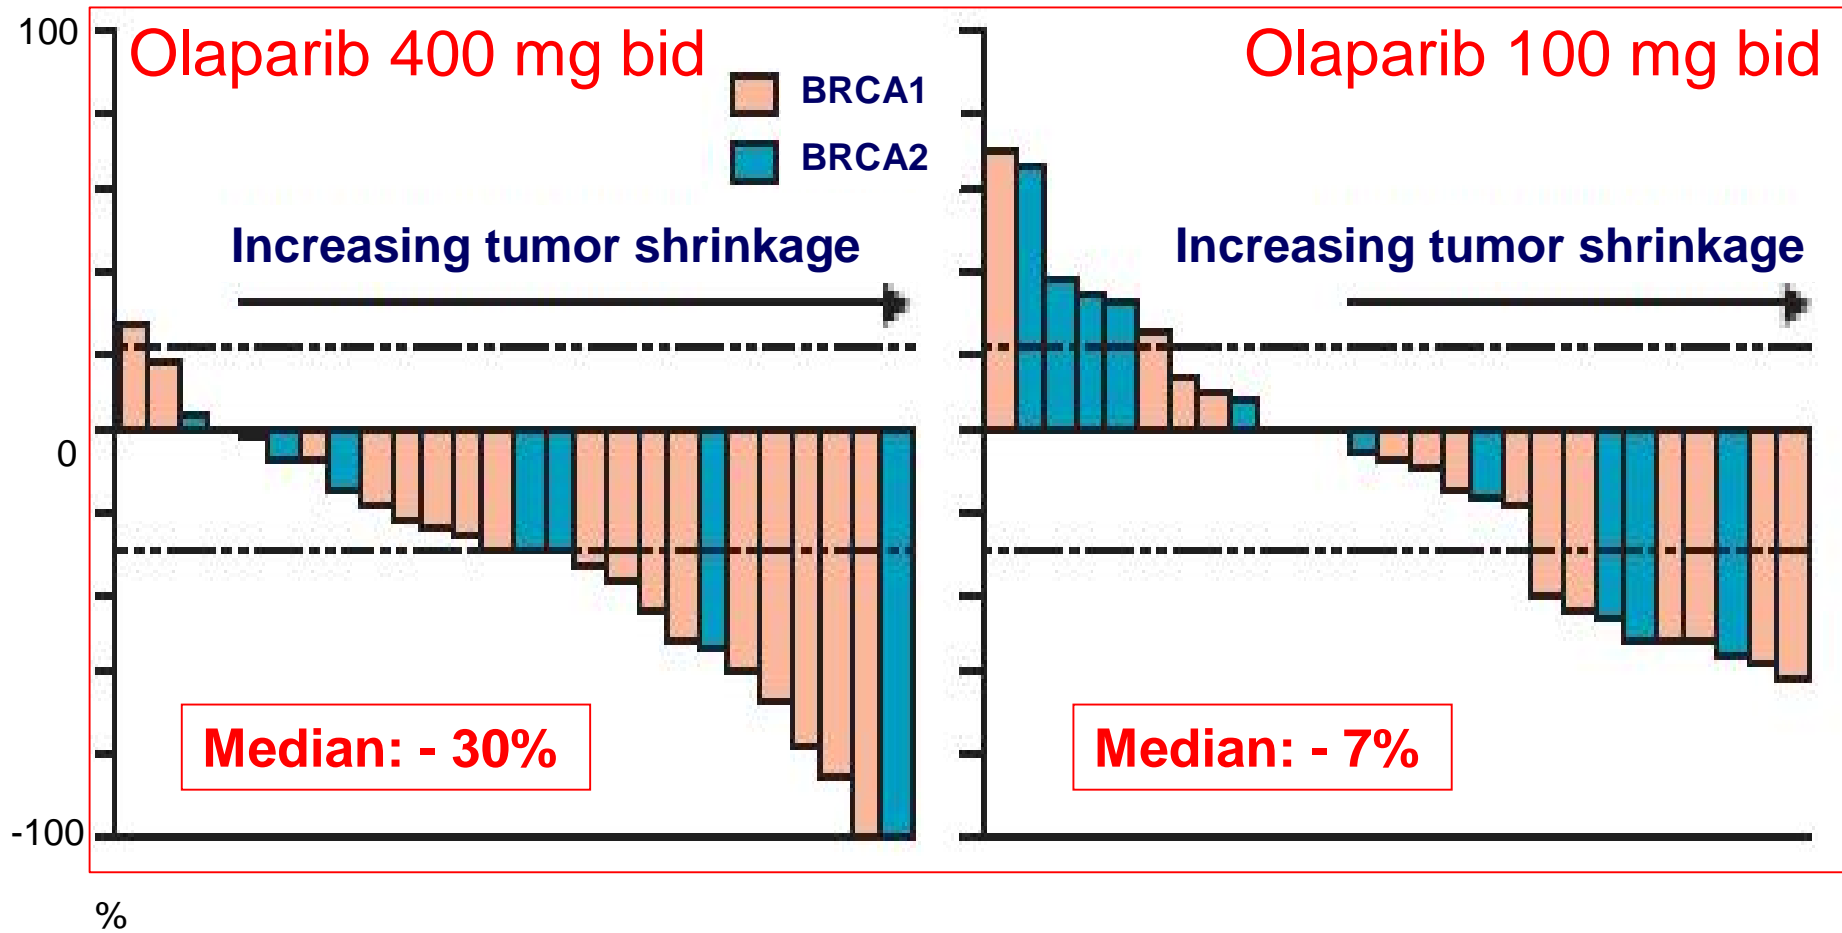 100
Olaparib 400 mg bid
Olaparib 100 mg bid
BRCA1
BRCA2
Increasing tumor shrinkage
Increasing tumor shrinkage
0
Median: - 30%
Median: - 7%
-100
%